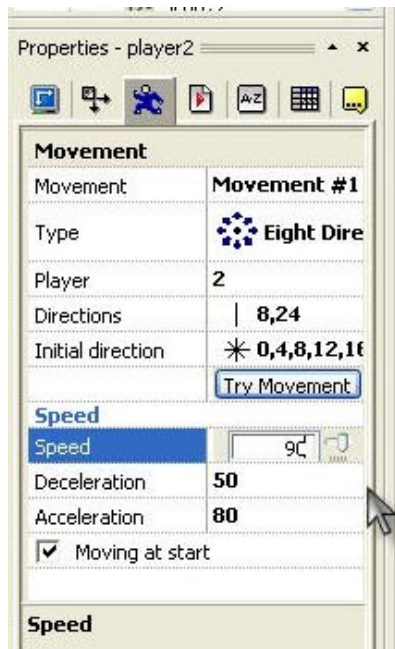 Properties - player2
A-Z
Movement
Movement Movement #1
Type Eight Dire
Player 2
Directions 8,24
Initial direction 0,4,8,12,16
Try Movement
Speed
Speed 90
Deceleration 50
Acceleration 80
Moving at start
Speed